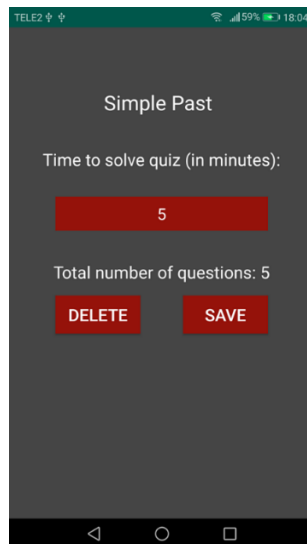 TELE2 59% 18:04
Simple Past
Time to solve quiz (in minutes):
5
Total number of questions: 5
DELETE SAVE